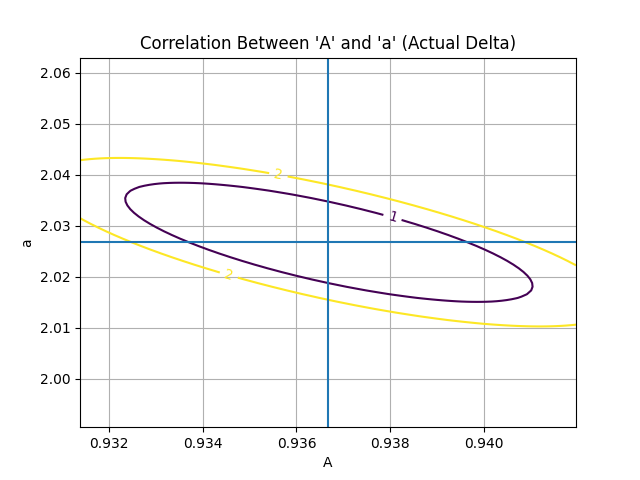 Correlation Between 'A' and 'a' (Actual Delta)
2.06
2.05
2.04
2.03
2.02
2.01
2.00
a
2
1
2
0.932 0.934 0.936 0.938 0.940
A